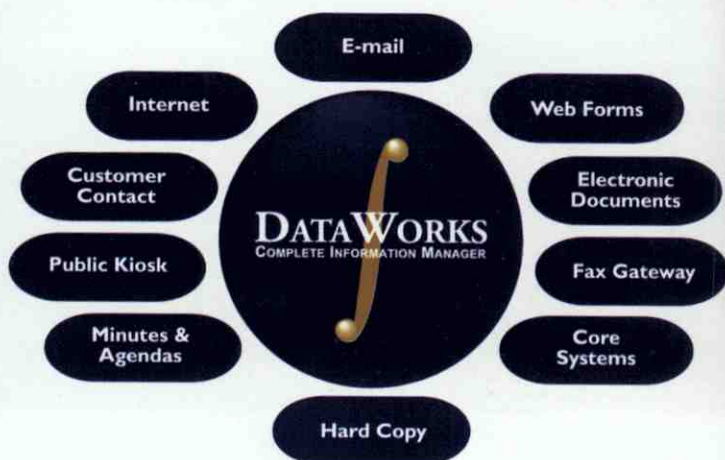 E-mail
Internet
Web Forms
Customer
Contact
Electronic
Documents
DATAWORKS
COMPLETE INFORMATION MANAGER
Public Kiosk
Fax Gateway
Minutes &
Agendas
Core
Systems
Hard Copy